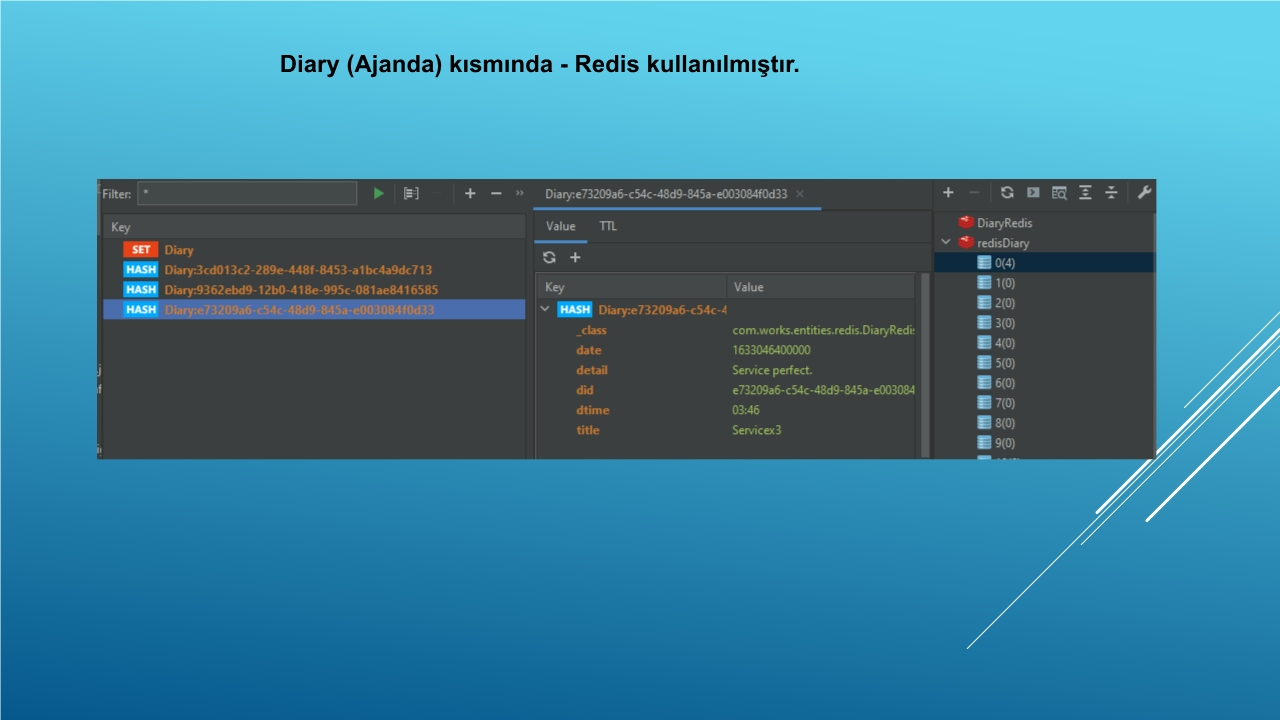 Diary (Ajanda) kısmında - Redis kullanılmıştır.
Filter: *
Key
SET Diary
HASH Diary:3cd013c2-289e-448f-8453-a1bc4a9dc713
HASH Diary:9362ebd9-12b0-418e-995c-081ae8416585
HASH Diary:e73209a6-c54c-48d9-845a-e003084f0d33
Diary:e73209a6-c54c-48d9-845a-e003084f0d33
Value TTL
Key Value
HASH Diary:e73209a6-c54c-4
_class com.works.entities.redis.DiaryRedis
date 1633046400000
detail Service perfect.
did e73209a6-c54c-48d9-845a-e003084
dtime 03:46
title Servicex3
DiaryRedis
redisDiary
0(4)
1(0)
2(0)
3(0)
4(0)
5(0)
6(0)
7(0)
8(0)
9(0)